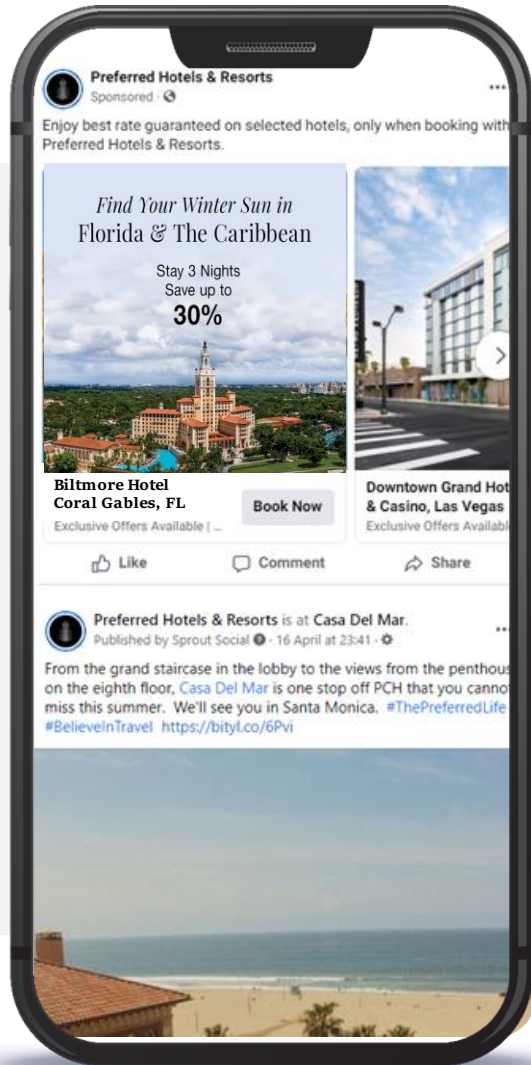 Preferred Hotels & Resorts
Sponsored ·
Enjoy best rate guaranteed on selected hotels, only when booking with
Preferred Hotels & Resorts.
Find Your Winter Sun in
Florida & The Caribbean
Stay 3 Nights
Save up to
30%
Biltmore Hotel
Coral Gables, FL
Book Now
Exclusive Offers Available | ...
Downtown Grand Hot
& Casino, Las Vegas
Exclusive Offers Availabl
Like
Comment
Share
Preferred Hotels & Resorts is at Casa Del Mar.
Published by Sprout Social · 16 April at 23:41 ·
From the grand staircase in the lobby to the views from the penthous
on the eighth floor, Casa Del Mar is one stop off PCH that you canno
miss this summer. We'll see you in Santa Monica. #ThePreferredLife
#BelieveInTravel https://bityl.co/6Pvi